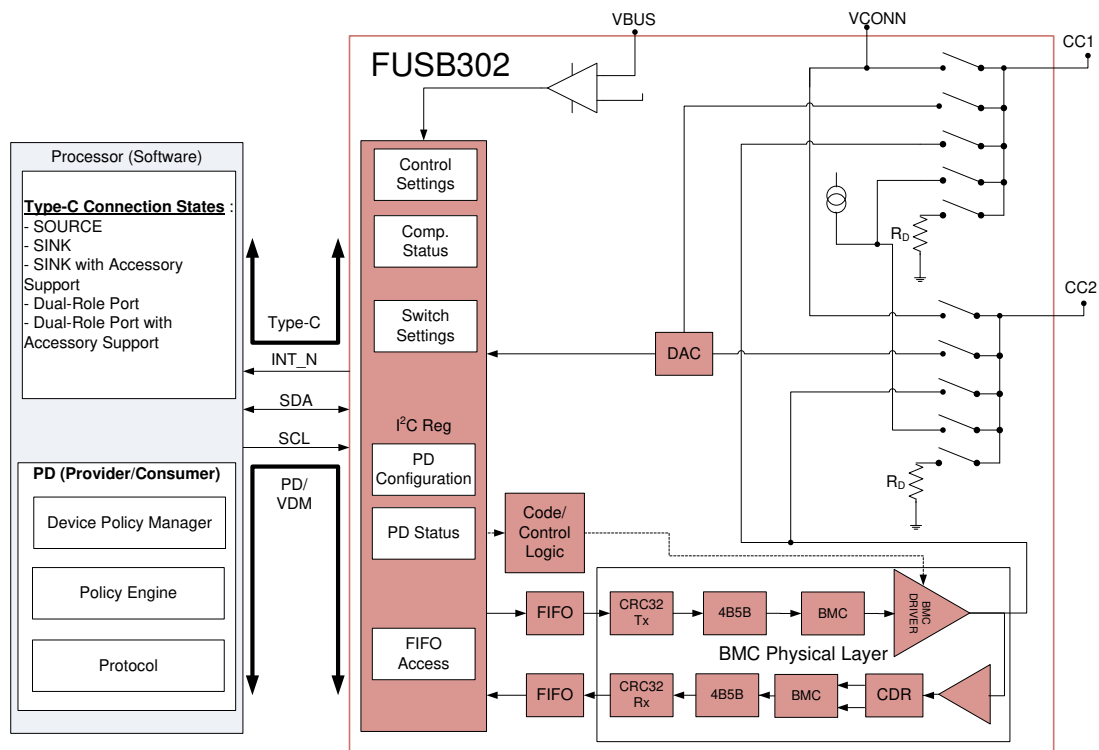 VBUS
VCONN
CC1
FUSB302
Processor (Software)
Type-C Connection States :
- SOURCE
- SINK
- SINK with Accessory
Support
- Dual-Role Port
- Dual-Role Port with
Accessory Support
Type-C
INT_N
SDA
SCL
PD/
VDM
PD (Provider/Consumer)
Device Policy Manager
Policy Engine
Protocol
Control
Settings
Comp.
Status
Switch
Settings
I²C Reg
PD
Configuration
PD Status
FIFO
Access
Code/
Control
Logic
DAC
RD
CC2
RD
FIFO
CRC32
Tx
4B5B
BMC
BMC
DRIVER
BMC Physical Layer
FIFO
CRC32
Rx
4B5B
BMC
CDR